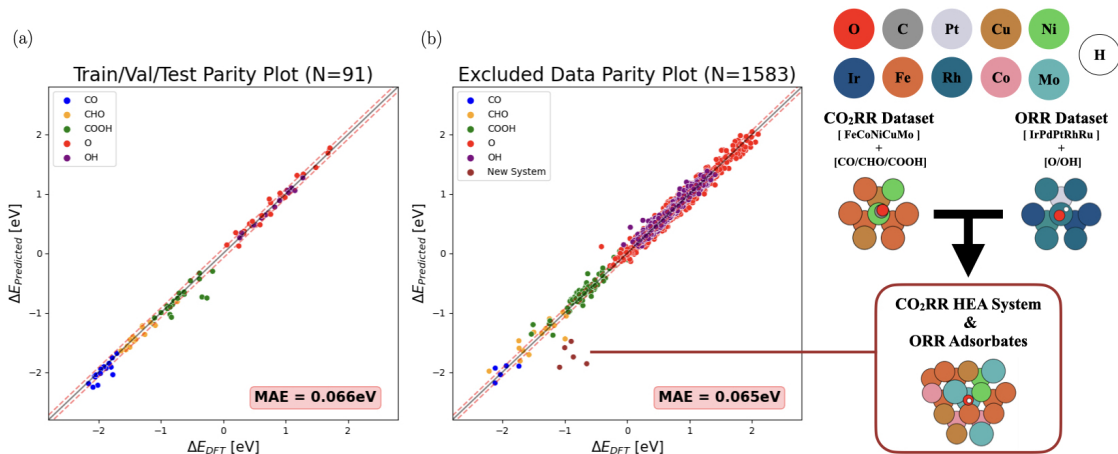 (a)
Train/Val/Test Parity Plot (N=91)
CO
CHO
COOH
O
OH
2
1
0
−1
−2
ΔE_Predicted [eV]
MAE = 0.066eV
−2
−1
0
1
2
ΔE_DFT [eV]
(b)
Excluded Data Parity Plot (N=1583)
CO
CHO
COOH
O
OH
New System
2
1
0
−1
−2
ΔE_Predicted [eV]
MAE = 0.065eV
−2
−1
0
1
2
ΔE_DFT [eV]
O C Pt Cu Ni
H
Ir Fe Rh Co Mo
CO₂RR Dataset
[ FeCoNiCuMo ]
+
[CO/CHO/COOH]
ORR Dataset
[ IrPdPtRhRu ]
+
[O/OH]
CO₂RR HEA System
&
ORR Adsorbates